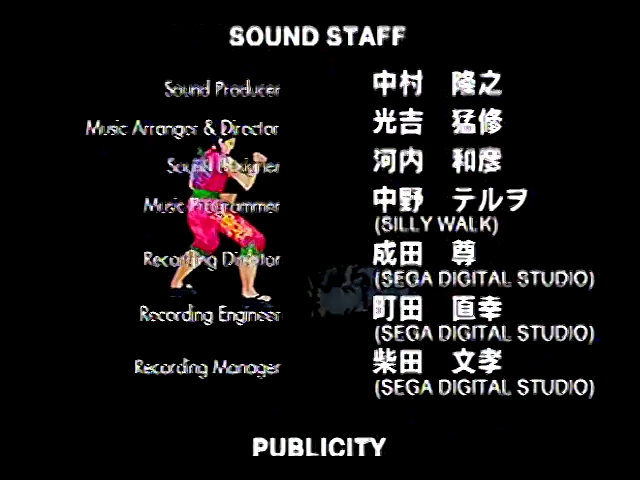 SOUND STAFF
Sound Producer 中村 隆之
Music Arranger & Director 光吉 猛修
Sound Designer 河内 和彦
Music Programmer 中野 テルヲ
(SILLY WALK)
Recording Director 成田 尊
(SEGA DIGITAL STUDIO)
Recording Engineer 町田 直幸
(SEGA DIGITAL STUDIO)
Recording Manager 柴田 文孝
(SEGA DIGITAL STUDIO)
PUBLICITY